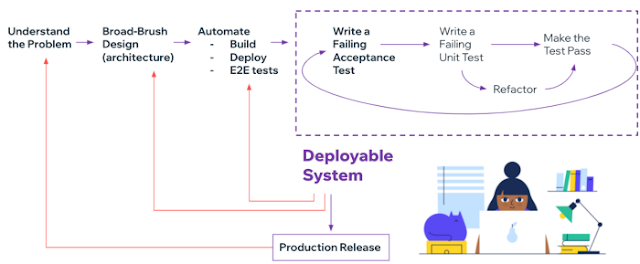 Understand
the Problem
Broad-Brush
Design
(architecture)
Automate
- Build
- Deploy
- E2E tests
Write a
Failing
Acceptance
Test
Write a
Failing
Unit Test
Make the
Test Pass
Refactor
Deployable
System
Production Release